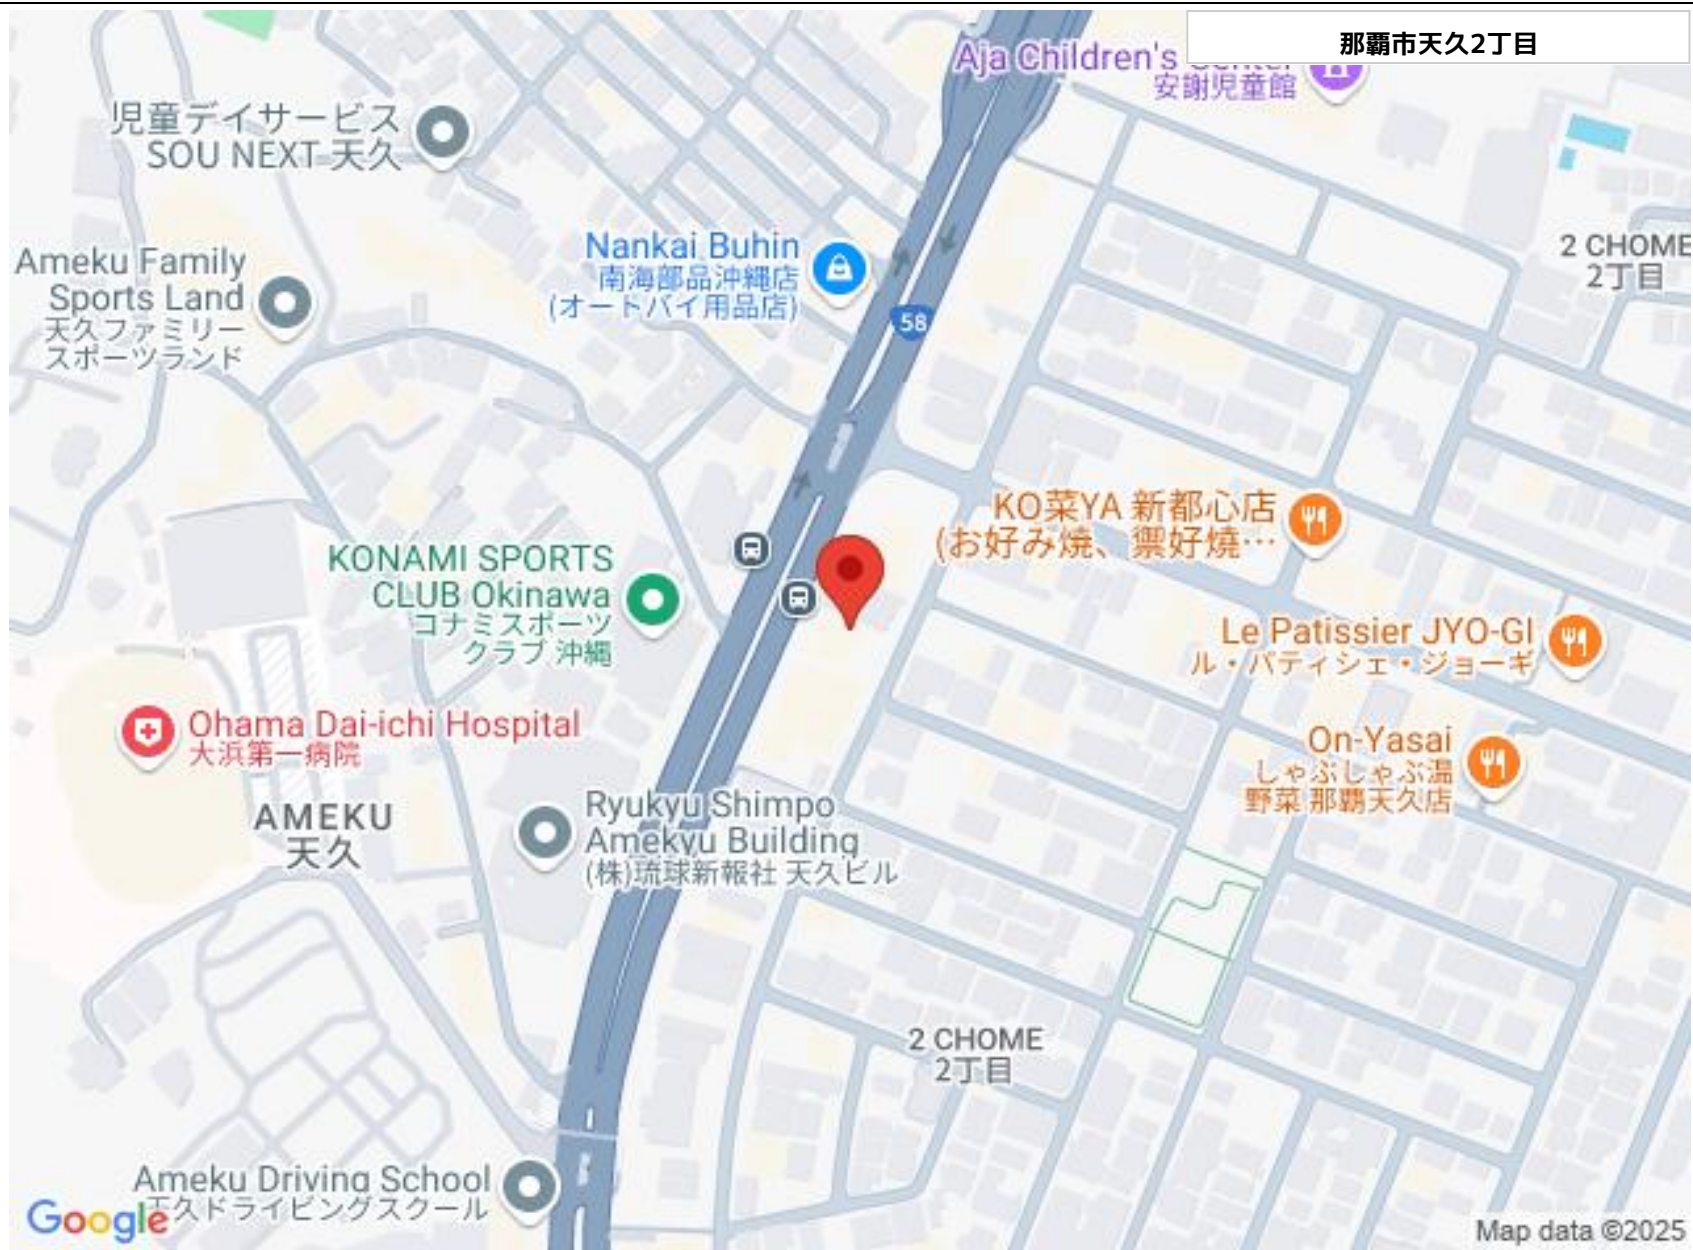 那覇市天久2丁目
Aja Children's
安謝児童館
児童デイサービス
SOU NEXT 天久
Nankai Buhin
南海部品沖縄店
(オートバイ用品店)
2 CHOME
2丁目
Ameku Family
Sports Land
天久ファミリー
スポーツランド
58
KO菜YA 新都心店
(お好み焼、禦好燒…
KONAMI SPORTS
CLUB Okinawa
コナミスポーツ
クラブ 沖縄
Le Patissier JYO-GI
ル・パティシェ・ジョーギ
Ohama Dai-ichi Hospital
大浜第一病院
On-Yasai
しゃぶしゃぶ温
野菜 那覇天久店
AMEKU
天久
Ryukyu Shimpo
Amekyu Building
(株)琉球新報社 天久ビル
2 CHOME
2丁目
Ameku Driving School
久ドライビングスクール
Google
Map data ©2025